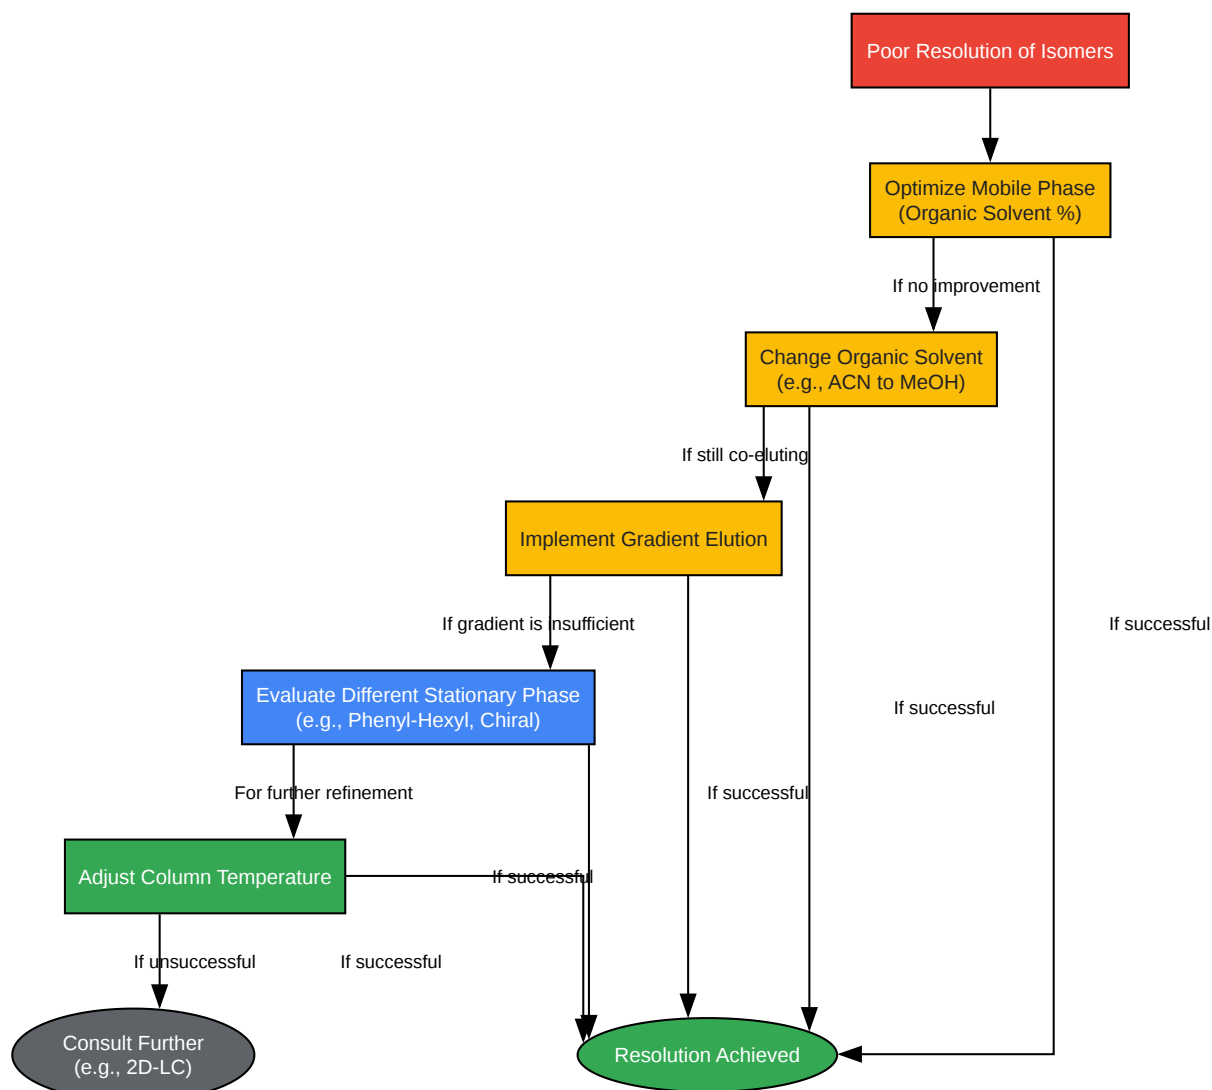 Poor Resolution of Isomers
Optimize Mobile Phase
(Organic Solvent %)
If no improvement
Change Organic Solvent
(e.g., ACN to MeOH)
If still co-eluting
Implement Gradient Elution
If gradient is insufficient
If successful
Evaluate Different Stationary Phase
(e.g., Phenyl-Hexyl, Chiral)
If successful
For further refinement
If successful
Adjust Column Temperature
If successful
If unsuccessful
If successful
Consult Further
(e.g., 2D-LC)
Resolution Achieved